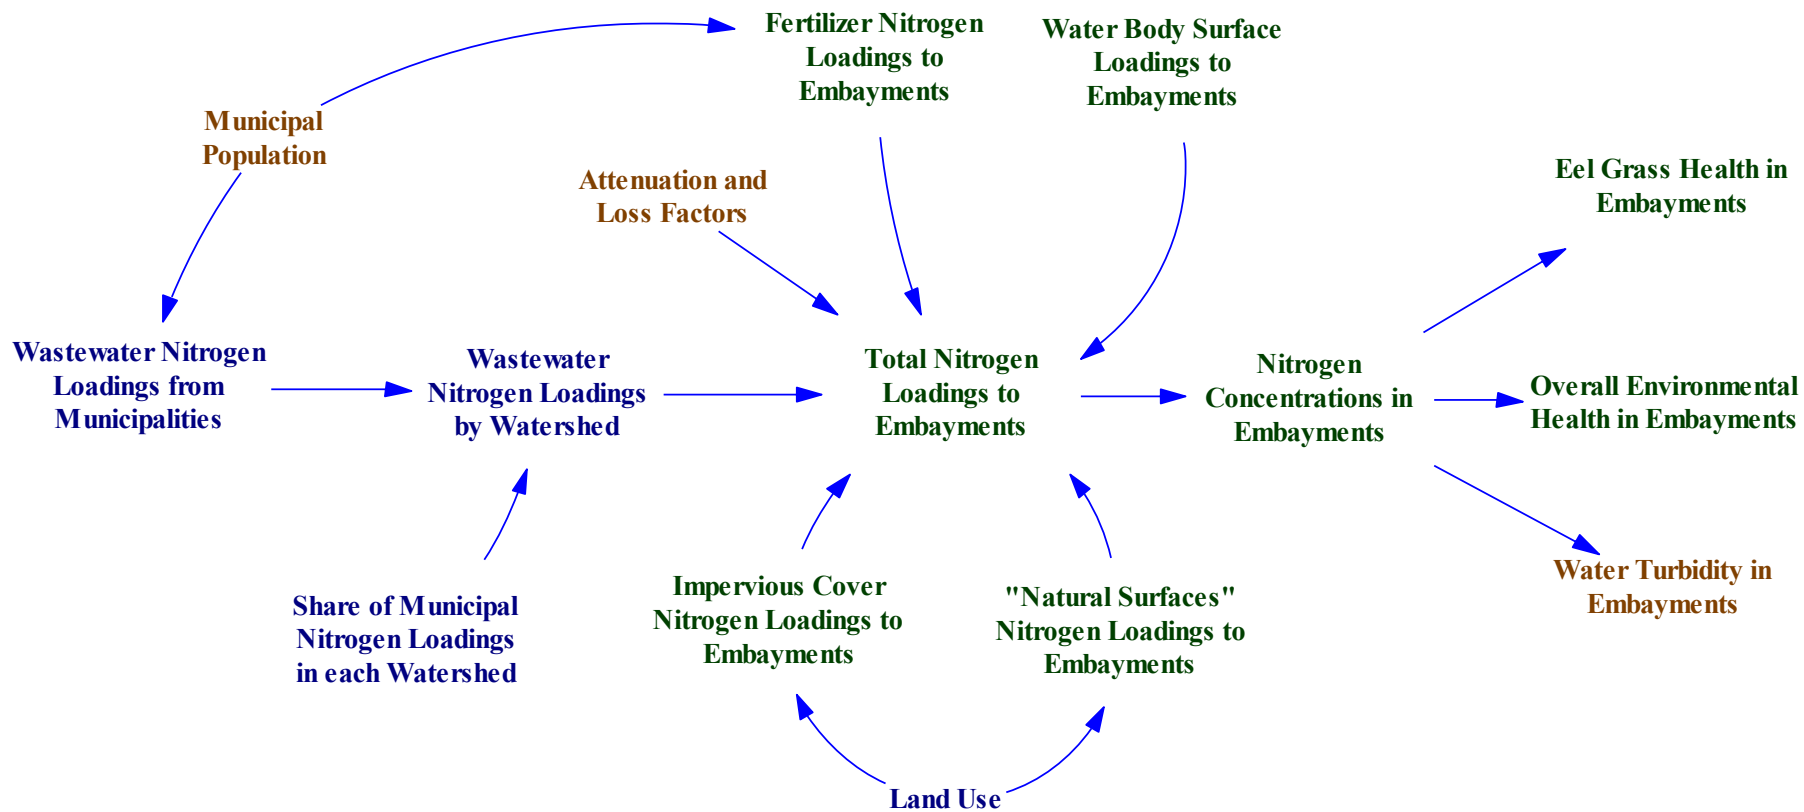 Fertilizer Nitrogen
Loadings to
Embayments
Water Body Surface
Loadings to
Embayments
Municipal
Population
Attenuation and
Loss Factors
Eel Grass Health in
Embayments
Wastewater Nitrogen
Loadings from
Municipalities
Wastewater
Nitrogen Loadings
by Watershed
Total Nitrogen
Loadings to
Embayments
Nitrogen
Concentrations in
Embayments
Overall Environmental
Health in Embayments
Share of Municipal
Nitrogen Loadings
in each Watershed
Impervious Cover
Nitrogen Loadings to
Embayments
"Natural Surfaces"
Nitrogen Loadings to
Embayments
Water Turbidity in
Embayments
Land Use